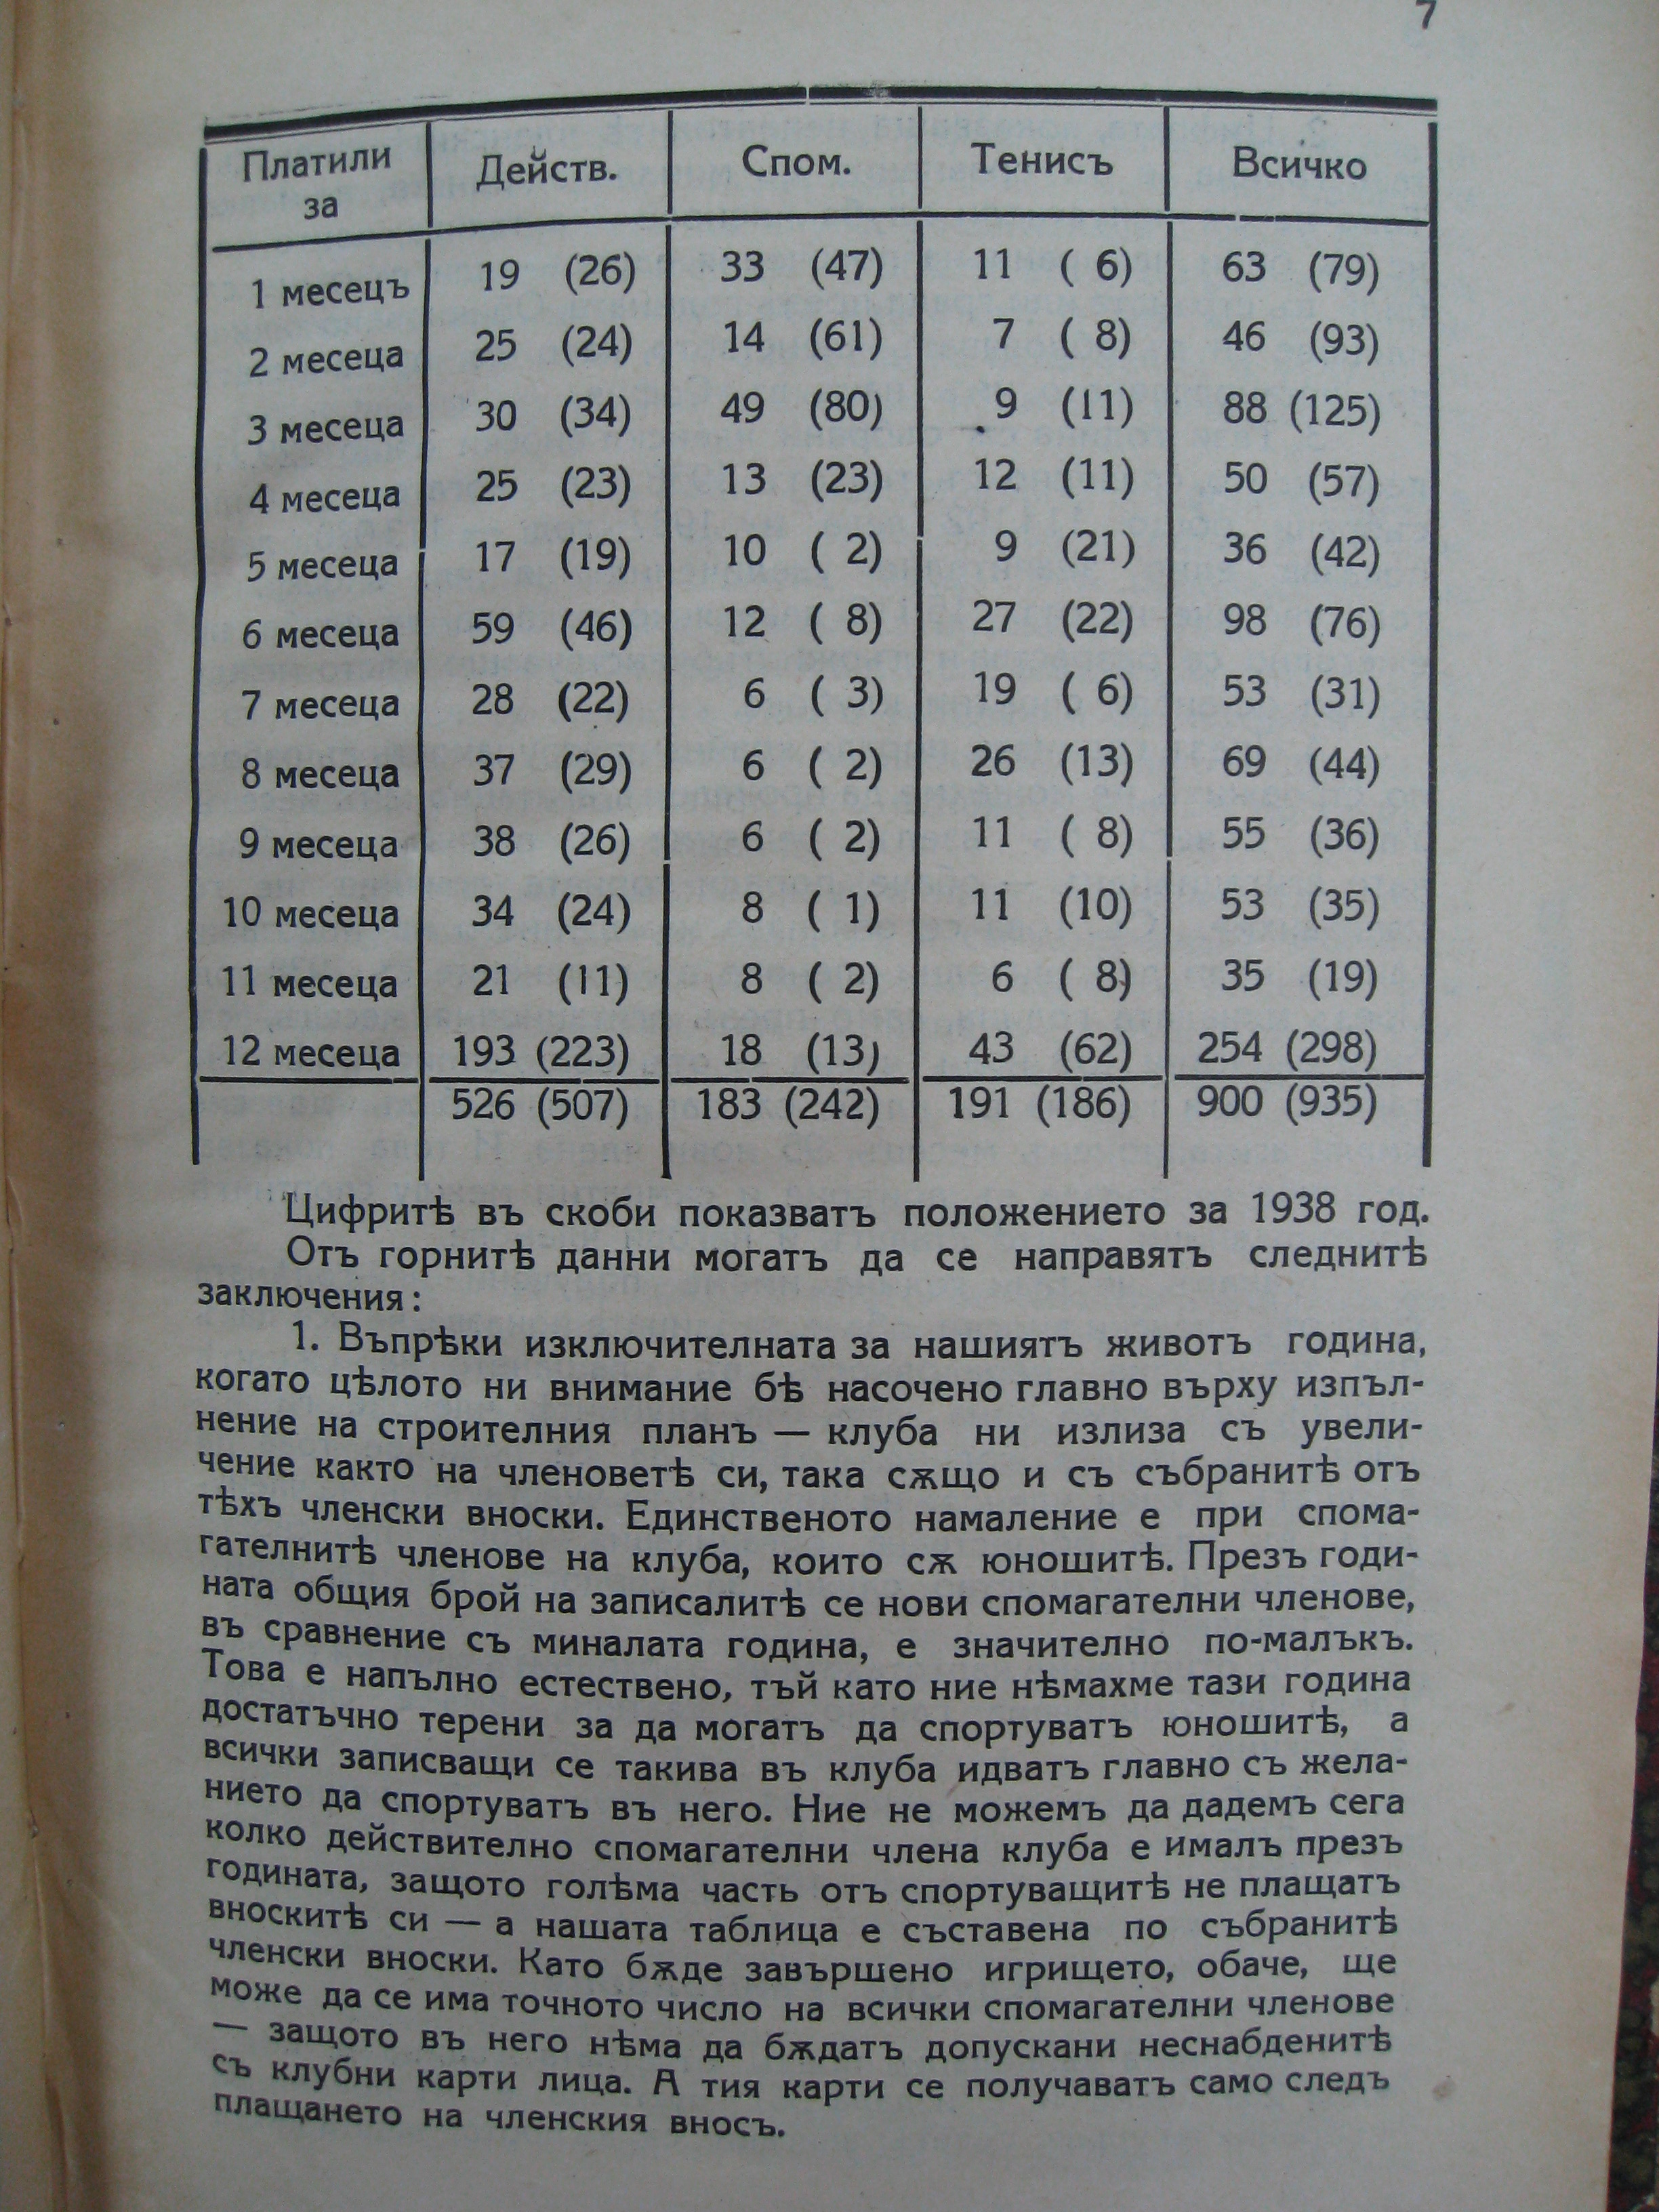 7
Платили за Действ. Спом. Тенисъ Всичко
1 месецъ 19 (26) 33 (47) 11 ( 6) 63 (79)
2 месеца 25 (24) 14 (61) 7 ( 8) 46 (93)
3 месеца 30 (34) 49 (80) 9 (11) 88 (125)
4 месеца 25 (23) 13 (23) 12 (11) 50 (57)
5 месеца 17 (19) 10 ( 2) 9 (21) 36 (42)
6 месеца 59 (46) 12 ( 8) 27 (22) 98 (76)
7 месеца 28 (22) 6 ( 3) 19 ( 6) 53 (31)
8 месеца 37 (29) 6 ( 2) 26 (13) 69 (44)
9 месеца 38 (26) 6 ( 2) 11 ( 8) 55 (36)
10 месеца 34 (24) 8 ( 1) 11 (10) 53 (35)
11 месеца 21 (11) 8 ( 2) 6 ( 8) 35 (19)
12 месеца 193 (223) 18 (13) 43 (62) 254 (298)
526 (507) 183 (242) 191 (186) 900 (935)
Цифритѣ въ скоби показватъ положението за 1938 год.
Отъ горнитѣ данни могатъ да се направятъ следнитѣ
заключения:
1. Въпрѣки изключителната за нашиятъ животъ година,
когато цѣлото ни внимание бѣ насочено главно върху изпъл-
нение на строителния планъ — клуба ни излиза съ увели-
чение както на членоветѣ си, така сѫщо и съ събранитѣ отъ
тѣхъ членски вноски. Единственото намаление е при спома-
гателнитѣ членове на клуба, които сѫ юношитѣ. Презъ годи-
ната общия брой на записалитѣ се нови спомагателни членове,
въ сравнение съ миналата година, е значително по-малъкъ.
Това е напълно естествено, тъй като ние нѣмахме тази година
достатъчно терени за да могатъ да спортуватъ юношитѣ, а
всички записващи се такива въ клуба идватъ главно съ жела-
нието да спортуватъ въ него. Ние не можемъ да дадемъ сега
колко действително спомагателни члена клуба е ималъ презъ
годината, защото голѣма часть отъ спортуващитѣ не плащатъ
вноскитѣ си — а нашата таблица е съставена по събранитѣ
членски вноски. Като бѫде завършено игрището, обаче, ще
може да се има точното число на всички спомагателни членове
— защото въ него нѣма да бѫдатъ допускани неснабденитѣ
съ клубни карти лица. А тия карти се получаватъ само следъ
плащането на членския вносъ.